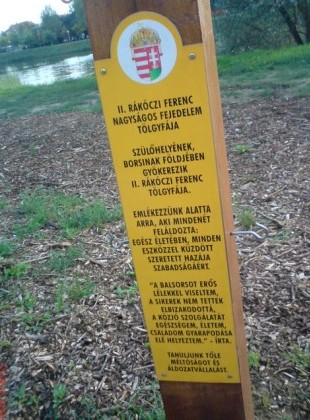 II. RÁKÓCZI FERENC
NAGYSÁGOS FEJEDELEM
TÖLGYFÁJA
SZÜLŐHELYÉNEK,
BORSINAK FÖLDJÉBEN
GYÖKEREZIK
II. RÁKÓCZI FERENC
TÖLGYFÁJA.
EMLÉKEZZÜNK ALATTA
ARRA, AKI MINDENÉT
FELÁLDOZTA:
EGÉSZ ÉLETÉBEN, MINDEN
ESZKÖZZEL KÜZDÖTT
SZERETETT HAZÁJA
SZABADSÁGÁÉRT.
"A BALSORSOT ERŐS
LÉLEKKEL VISELTEM,
A SIKEREK NEM TETTEK
ELBIZAKODOTTÁ,
A KÖZJÓ SZOLGÁLATÁT
EGÉSZSÉGEM, ÉLETEM,
CSALÁDOM GYARAPODÁSA
ELÉ HELYEZTEM." - ÍRTA.
TANULJUNK TŐLE
MÉLTÓSÁGOT ÉS
ÁLDOZATVÁLLALÁST.